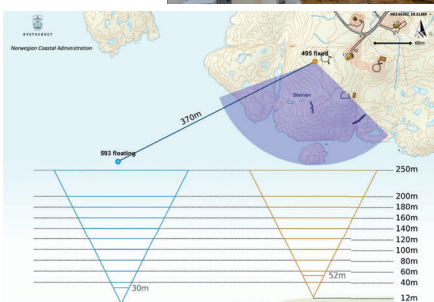 KYSTVERKET
Norwegian Coastal Administration
60m
495 fixed
Steinan
370m
593 floating
250m
200m
180m
160m
140m
120m
100m
80m
60m
40m
12m
52m
30m